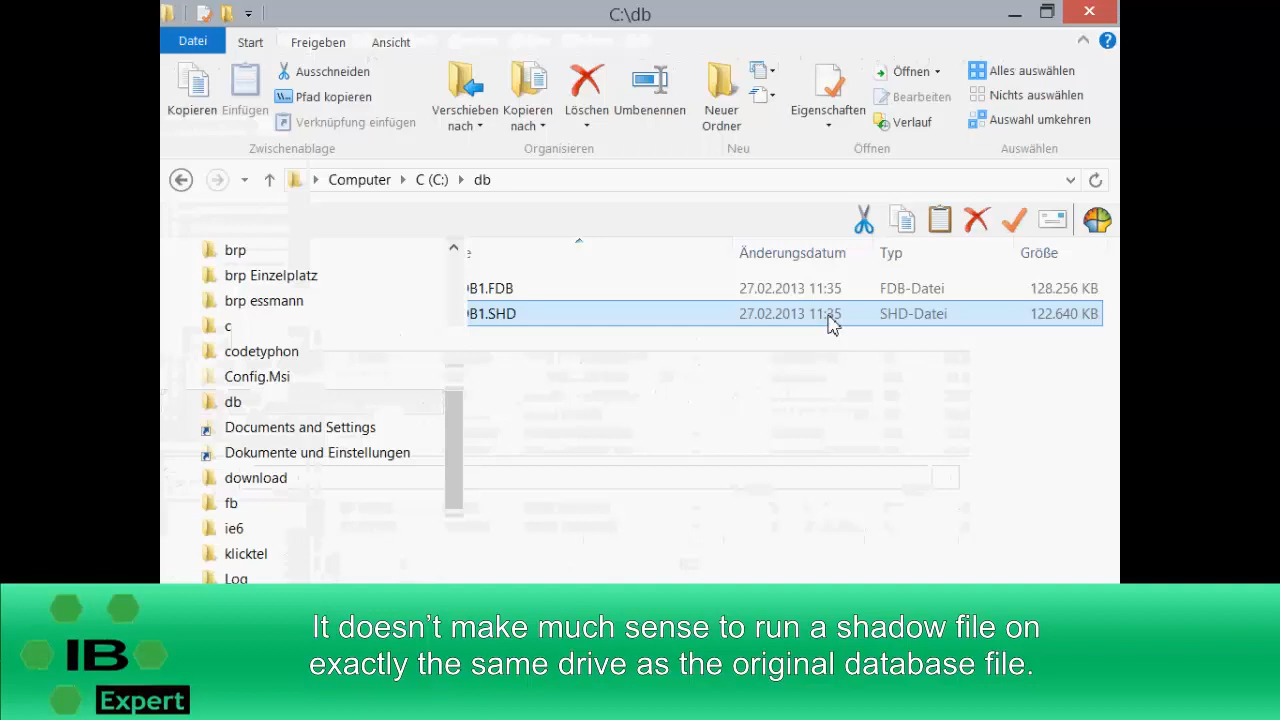 C:\db
Datei
Start
Freigeben
Ansicht
Kopieren
Einfügen
Ausschneiden
Pfad kopieren
Verknüpfung einfügen
Zwischenablage
Verschieben nach
Kopieren nach
Löschen
Umbenennen
Organisieren
Neuer Ordner
Neu
Eigenschaften
Öffnen
Bearbeiten
Verlauf
Öffnen
Alles auswählen
Nichts auswählen
Auswahl umkehren
Auswählen
Computer
C (C:)
db
Änderungsdatum
Typ
Größe
B1.FDB
27.02.2013 11:35
FDB-Datei
128.256 KB
B1.SHD
27.02.2013 11:35
SHD-Datei
122.640 KB
brp
brp Einzelplatz
brp essmann
c
codetyphon
Config.Msi
db
Documents and Settings
Dokumente und Einstellungen
download
fb
ie6
klicktel
Log
IB
Expert
It doesn’t make much sense to run a shadow file on
exactly the same drive as the original database file.